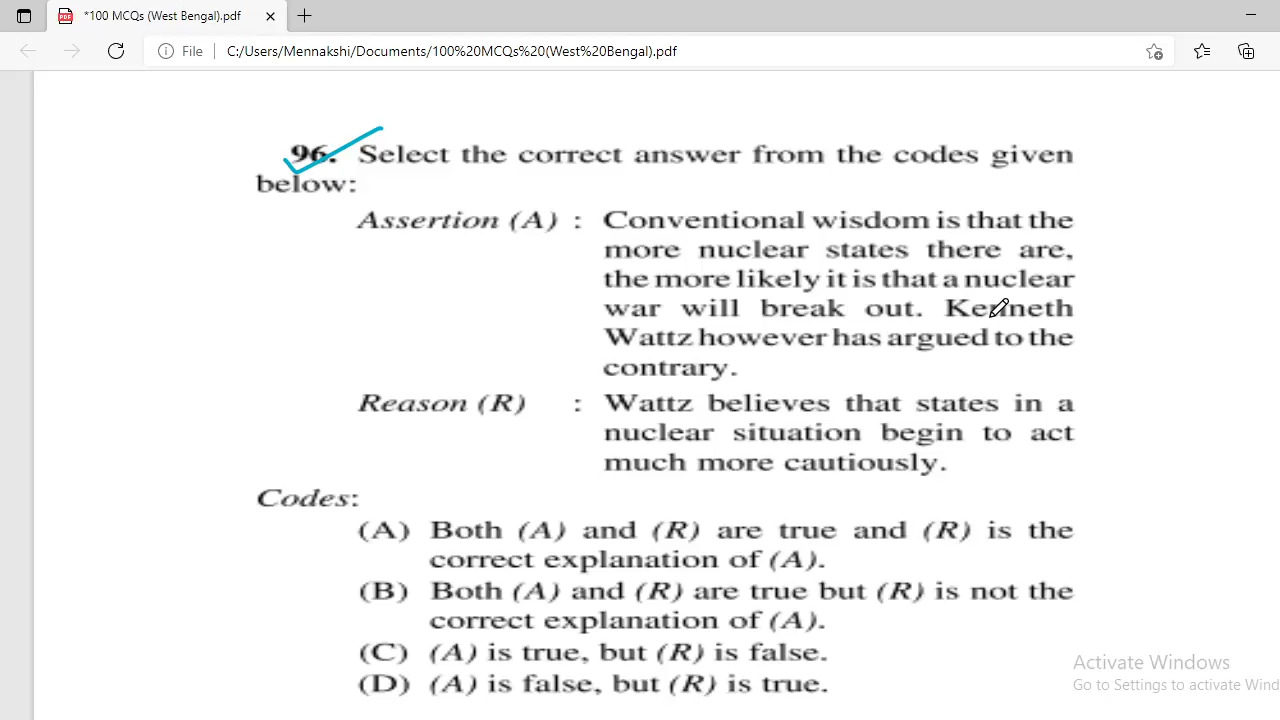 *100 MCQs (West Bengal).pdf
File C:/Users/Mennakshi/Documents/100%20MCQs%20(West%20Bengal).pdf
96. Select the correct answer from the codes given
below:
Assertion (A) : Conventional wisdom is that the
more nuclear states there are,
the more likely it is that a nuclear
war will break out. Kenneth
Wattz however has argued to the
contrary.
Reason (R) : Wattz believes that states in a
nuclear situation begin to act
much more cautiously.
Codes:
(A) Both (A) and (R) are true and (R) is the
correct explanation of (A).
(B) Both (A) and (R) are true but (R) is not the
correct explanation of (A).
(C) (A) is true, but (R) is false.
(D) (A) is false, but (R) is true.
Activate Windows
Go to Settings to activate Wind